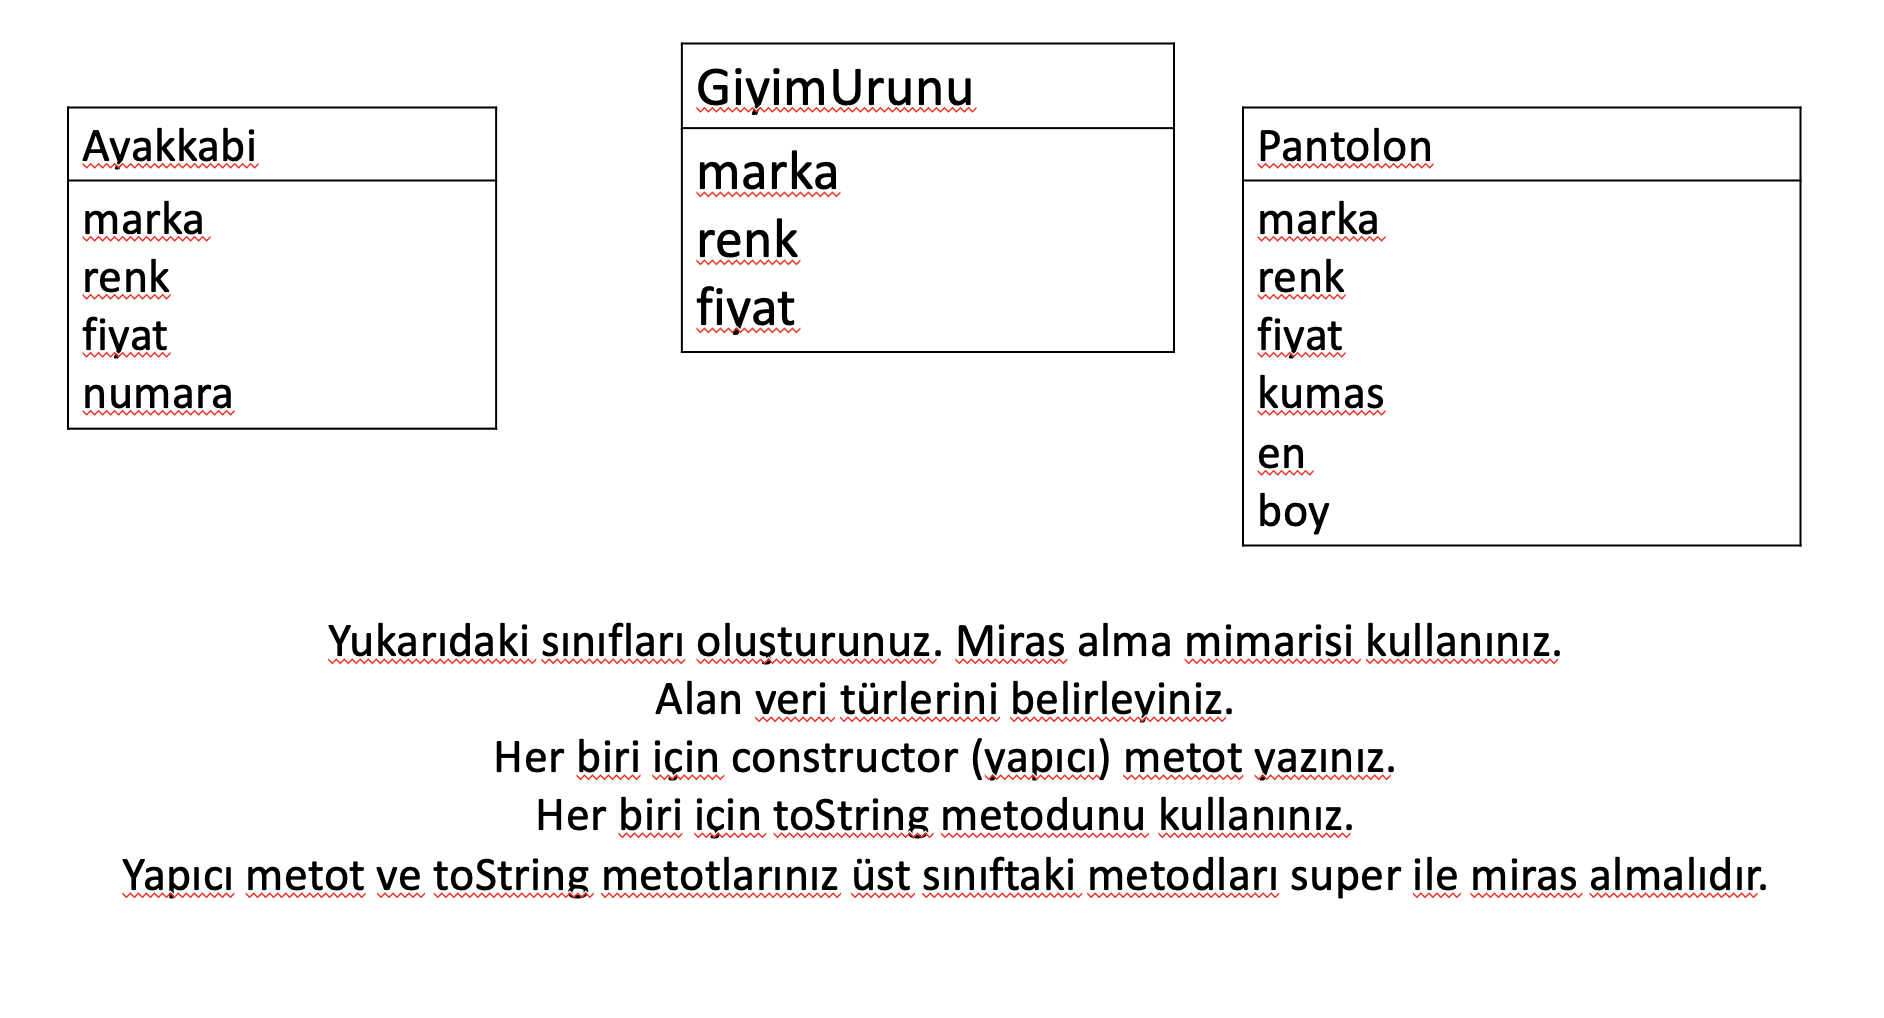 Ayakkabi
marka
renk
fiyat
numara
GiyimUrunu
marka
renk
fiyat
Pantolon
marka
renk
fiyat
kumas
en
boy
Yukarıdaki sınıfları oluşturunuz. Miras alma mimarisi kullanınız.
Alan veri türlerini belirleyiniz.
Her biri için constructor (yapıcı) metot yazınız.
Her biri için toString metodunu kullanınız.
Yapıcı metot ve toString metotlarınız üst sınıftaki metodları super ile miras almalıdır.